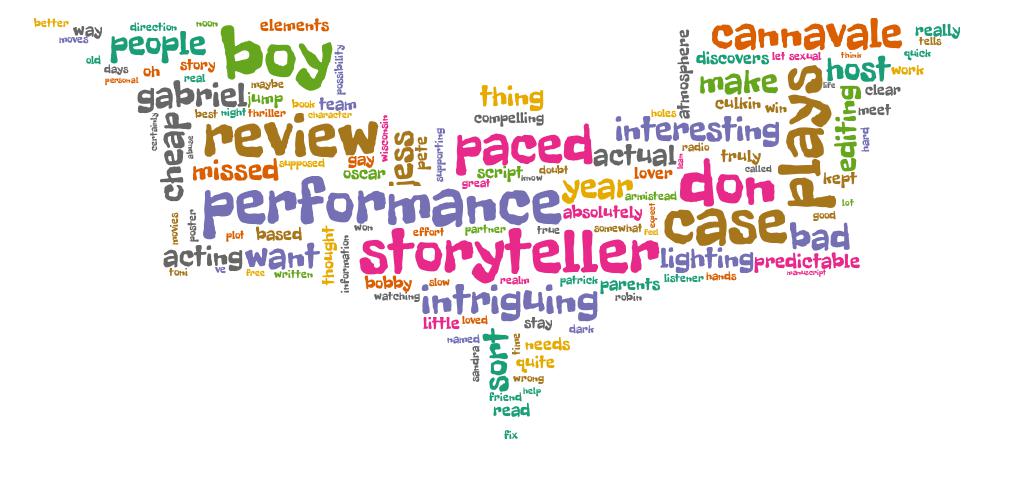 better
way
direction
noon
elements
moves
people
boy
old
story
days
oh
personal
real
possibility
maybe
gabriel
jump
book
team
character
best
night
thriller
certainly
cheap
abuse
review
wisconsin
jess
pete
supporting
missed
supposed
gay
oscar
thing
compelling
paced
actual
script
know
doubt
great
lover
year
armistead
performance
absolutely
movies
poster
plot
based
won
effort
partner
true
somewhat
expect
fed
acting
toni
want
ve
free
written
thought
information
storyteller
cannavale
really
tells
discovers
let
sexual
think
quick
atmosphere
make
plays
host
work
life
clear
culkin
win
editing
meet
hard
holes
interesting
radio
truly
called
don
kept
lot
good
case
bad
lighting
predictable
manuscript
listener
hands
bobby
slow
realm
patrick
parents
robin
watching
intriguing
little
loved
stay
dark
named
sandra
sort
time
needs
quite
wrong
help
friend
read
fix